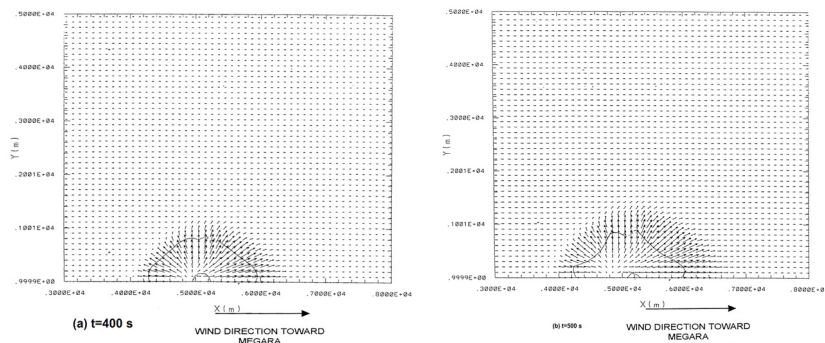 .5000E+04
.4000E+04
.3000E+04
Y(m)
.2001E+04
.1001E+04
.9999E+00
.3000E+04 .4000E+04 .5000E+04 .6000E+04 .7000E+04 .8000E+04
X(m)
(a) t=400 s
WIND DIRECTION TOWARD
MEGARA
.5000E+04
.4000E+04
.3000E+04
Y(m)
.2001E+04
.1001E+04
.9999E+00
.3000E+04 .4000E+04 .5000E+04 .6000E+04 .7000E+04 .8000E+0
X(m)
(b) t=500 s
WIND DIRECTION TOWARD
MEGARA